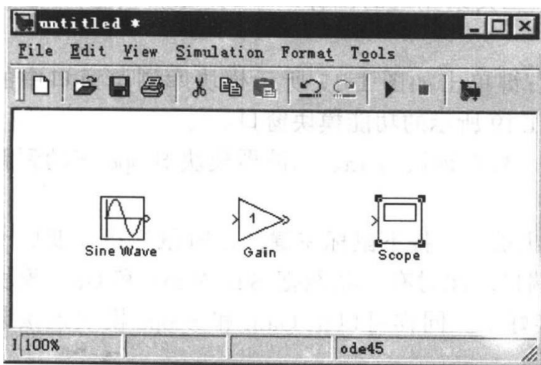 untitled *
File Edit View Simulation Format Tools
1
Sine Wave
Gain
Scope
100%
ode45